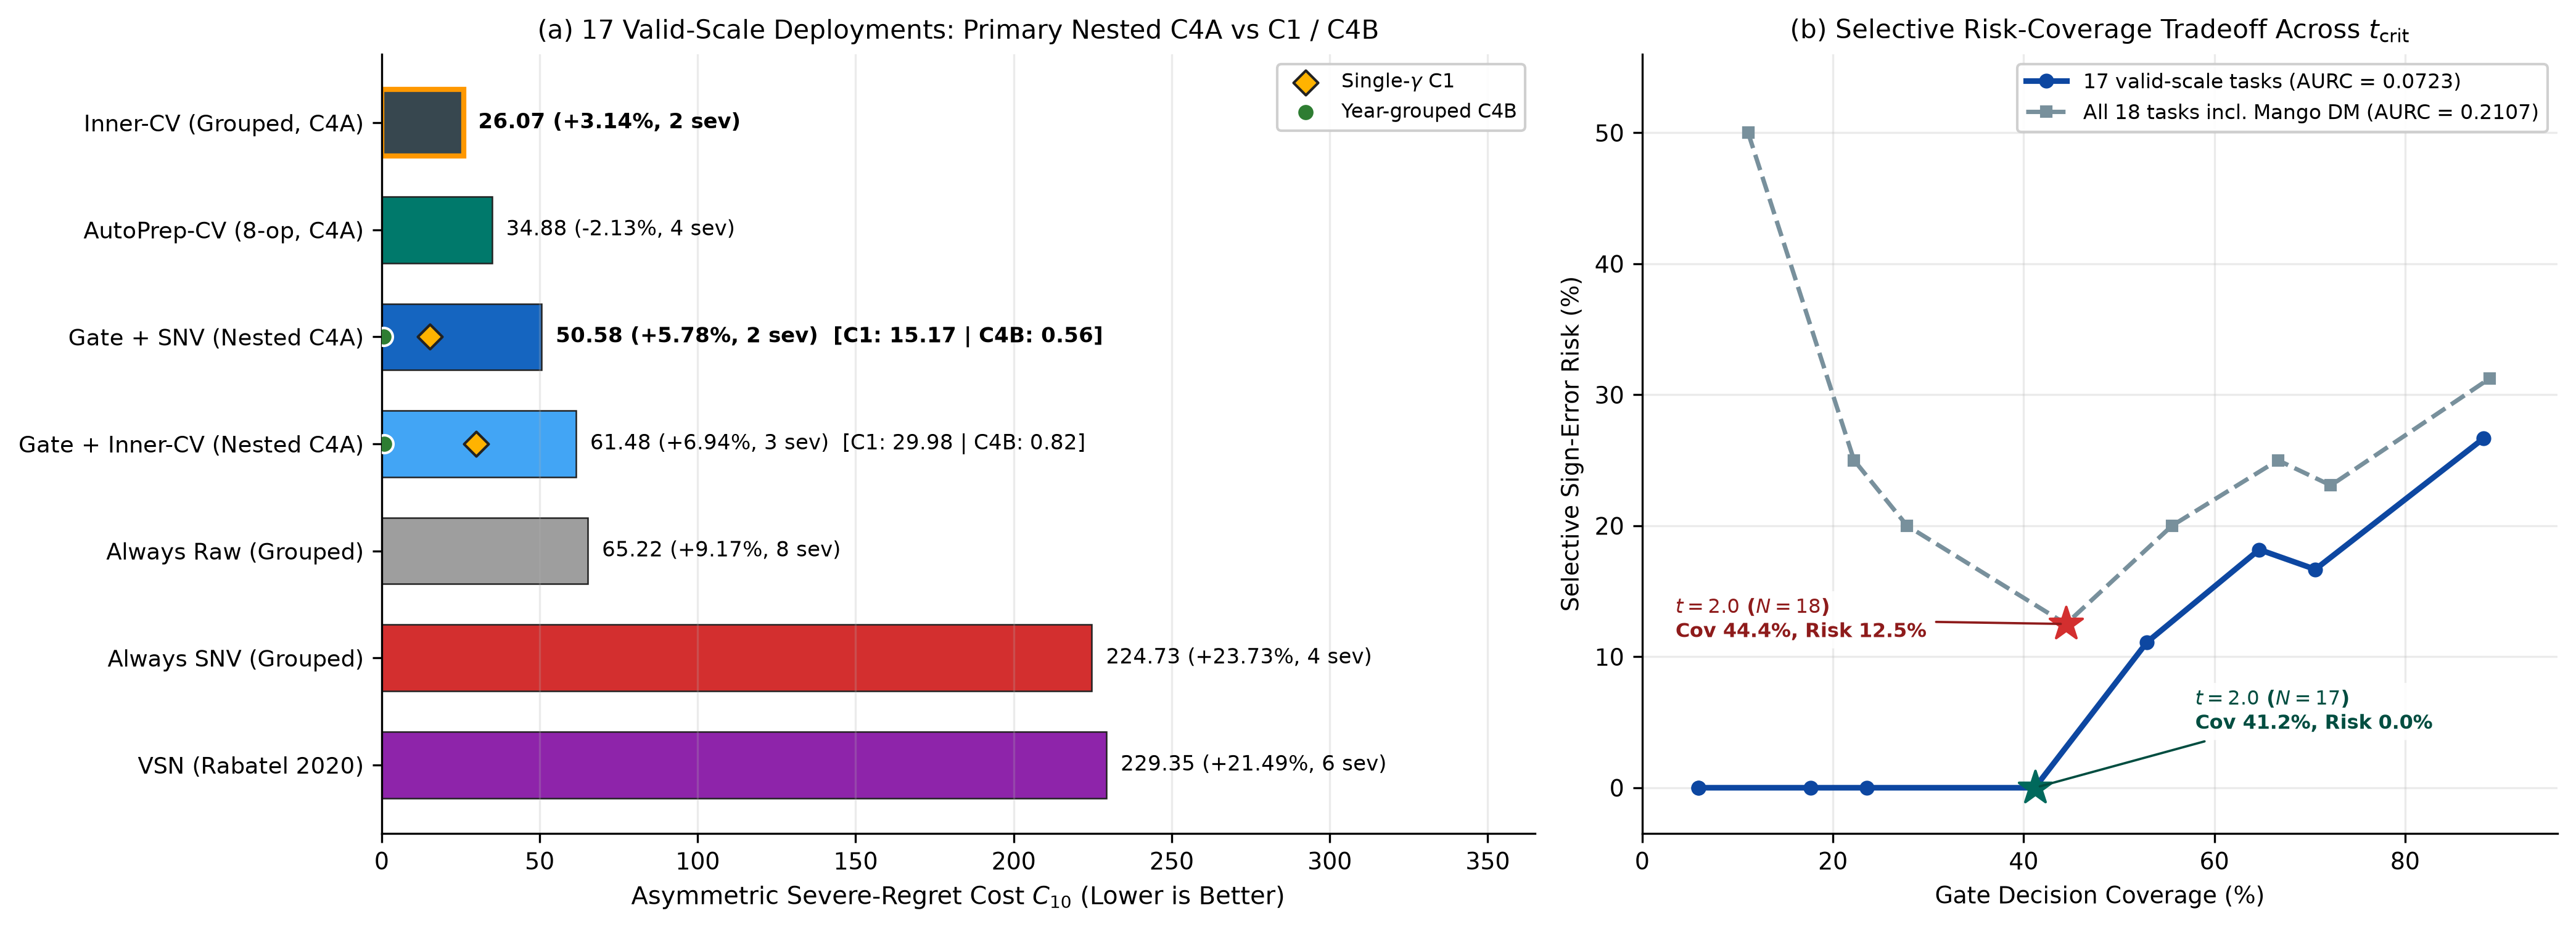 (a) 17 Valid-Scale Deployments: Primary Nested C4A vs C1 / C4B
Single-γ C1
Year-grouped C4B
Inner-CV (Grouped, C4A)
26.07 (+3.14%, 2 sev)
AutoPrep-CV (8-op, C4A)
34.88 (-2.13%, 4 sev)
Gate + SNV (Nested C4A)
50.58 (+5.78%, 2 sev) [C1: 15.17 | C4B: 0.56]
Gate + Inner-CV (Nested C4A)
61.48 (+6.94%, 3 sev) [C1: 29.98 | C4B: 0.82]
Always Raw (Grouped)
65.22 (+9.17%, 8 sev)
Always SNV (Grouped)
224.73 (+23.73%, 4 sev)
VSN (Rabatel 2020)
229.35 (+21.49%, 6 sev)
0 50 100 150 200 250 300 350
Asymmetric Severe-Regret Cost C₁₀ (Lower is Better)
(b) Selective Risk-Coverage Tradeoff Across t_crit
17 valid-scale tasks (AURC = 0.0723)
All 18 tasks incl. Mango DM (AURC = 0.2107)
Selective Sign-Error Risk (%)
50
40
30
20
10
0
t = 2.0 (N = 18)
Cov 44.4%, Risk 12.5%
t = 2.0 (N = 17)
Cov 41.2%, Risk 0.0%
0 20 40 60 80
Gate Decision Coverage (%)